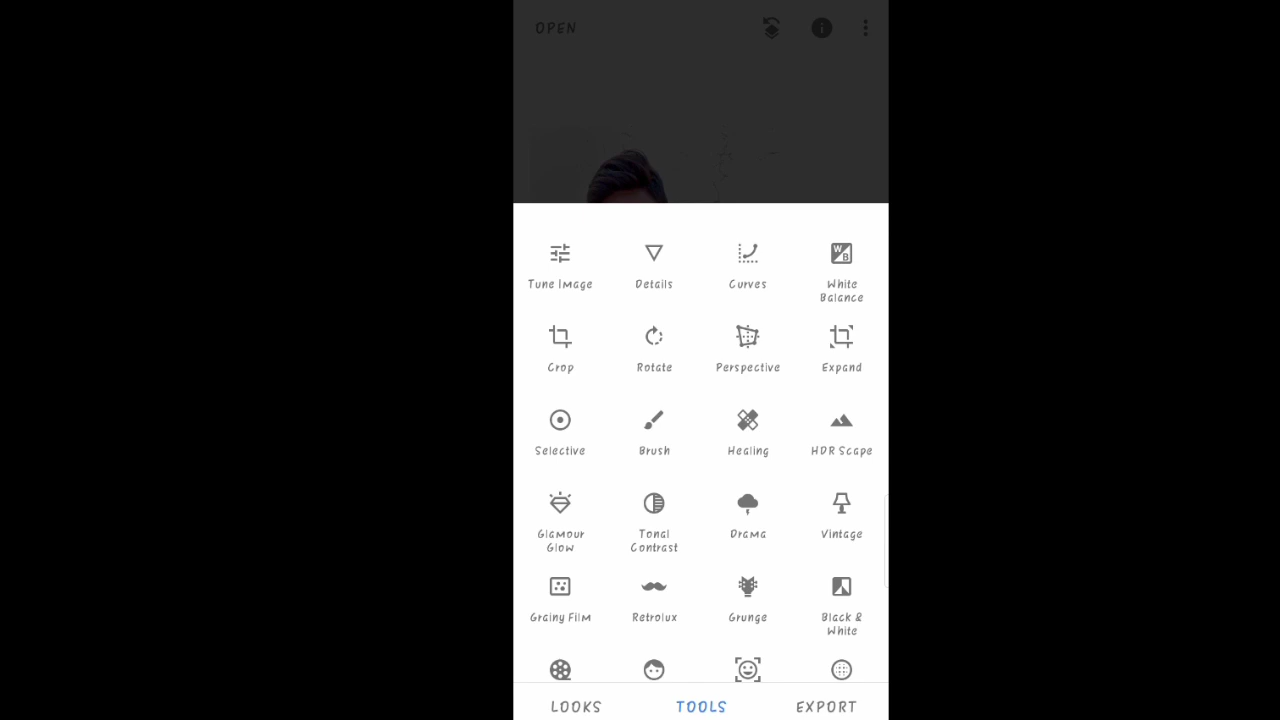 OPEN
Tune Image
Details
Curves
White
Balance
Crop
Rotate
Perspective
Expand
Selective
Brush
Healing
HDR Scape
Glamour
Glow
Tonal
Contrast
Drama
Vintage
Grainy Film
Retrolux
Grunge
Black &
White
LOOKS
TOOLS
EXPORT